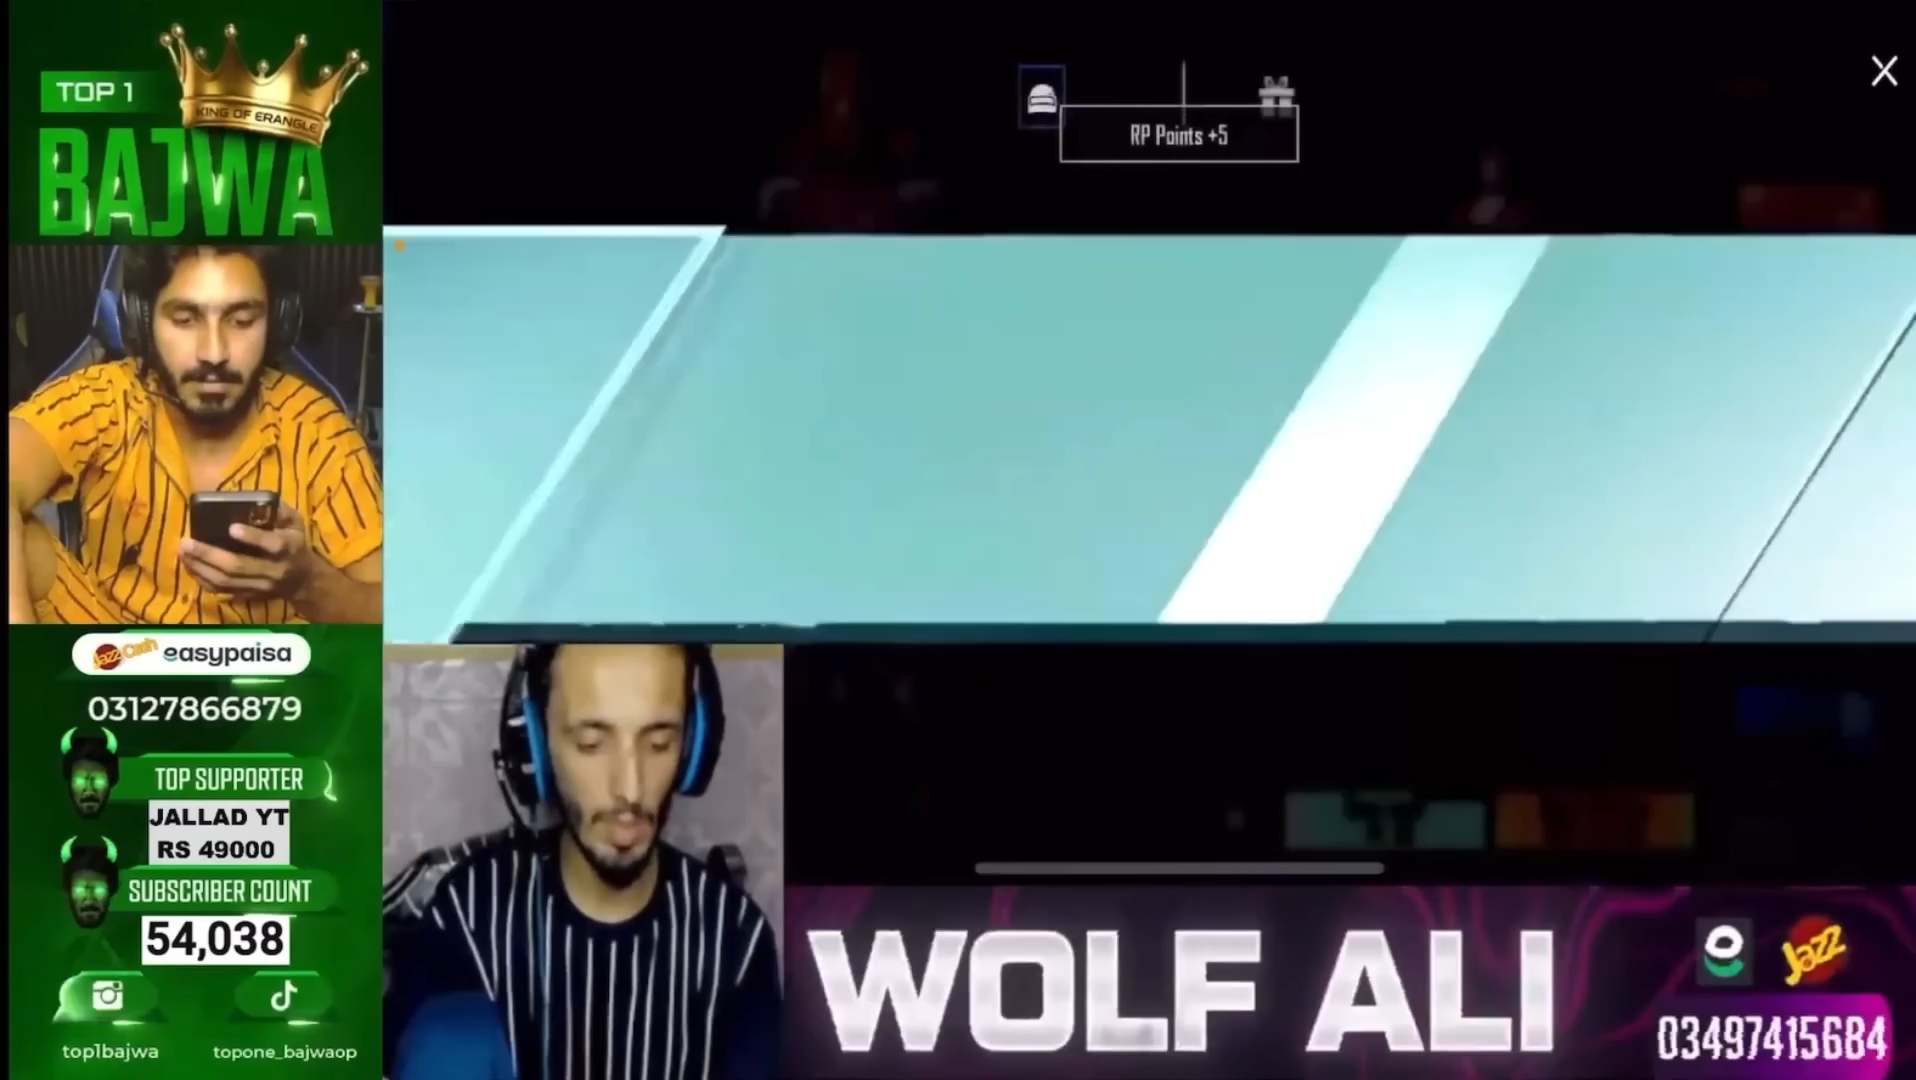 TOP 1
KING OF ERANGLE
BAJWA
RP Points +5
JazzCash easypaisa
03127866879
TOP SUPPORTER
JALLAD YT
RS 49000
SUBSCRIBER COUNT
54,038
top1bajwa
topone_bajwaop
WOLF ALI
Jazz
03497415684